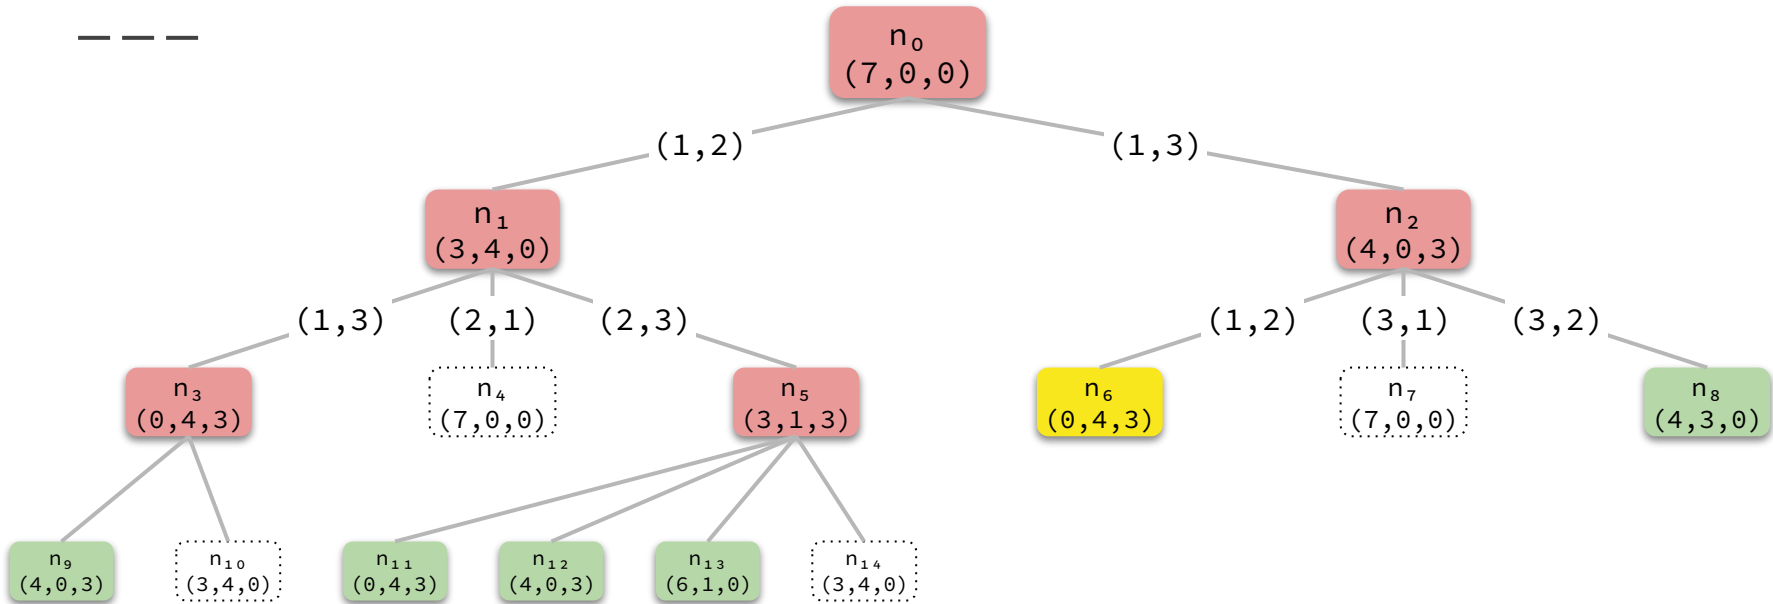 n₀
(7,0,0)
(1,2)
(1,3)
n₁
(3,4,0)
n₂
(4,0,3)
(1,3)
(2,1)
(2,3)
(1,2)
(3,1)
(3,2)
n₃
(0,4,3)
n₄
(7,0,0)
n₅
(3,1,3)
n₆
(0,4,3)
n₇
(7,0,0)
n₈
(4,3,0)
n₉
(4,0,3)
n₁₀
(3,4,0)
n₁₁
(0,4,3)
n₁₂
(4,0,3)
n₁₃
(6,1,0)
n₁₄
(3,4,0)